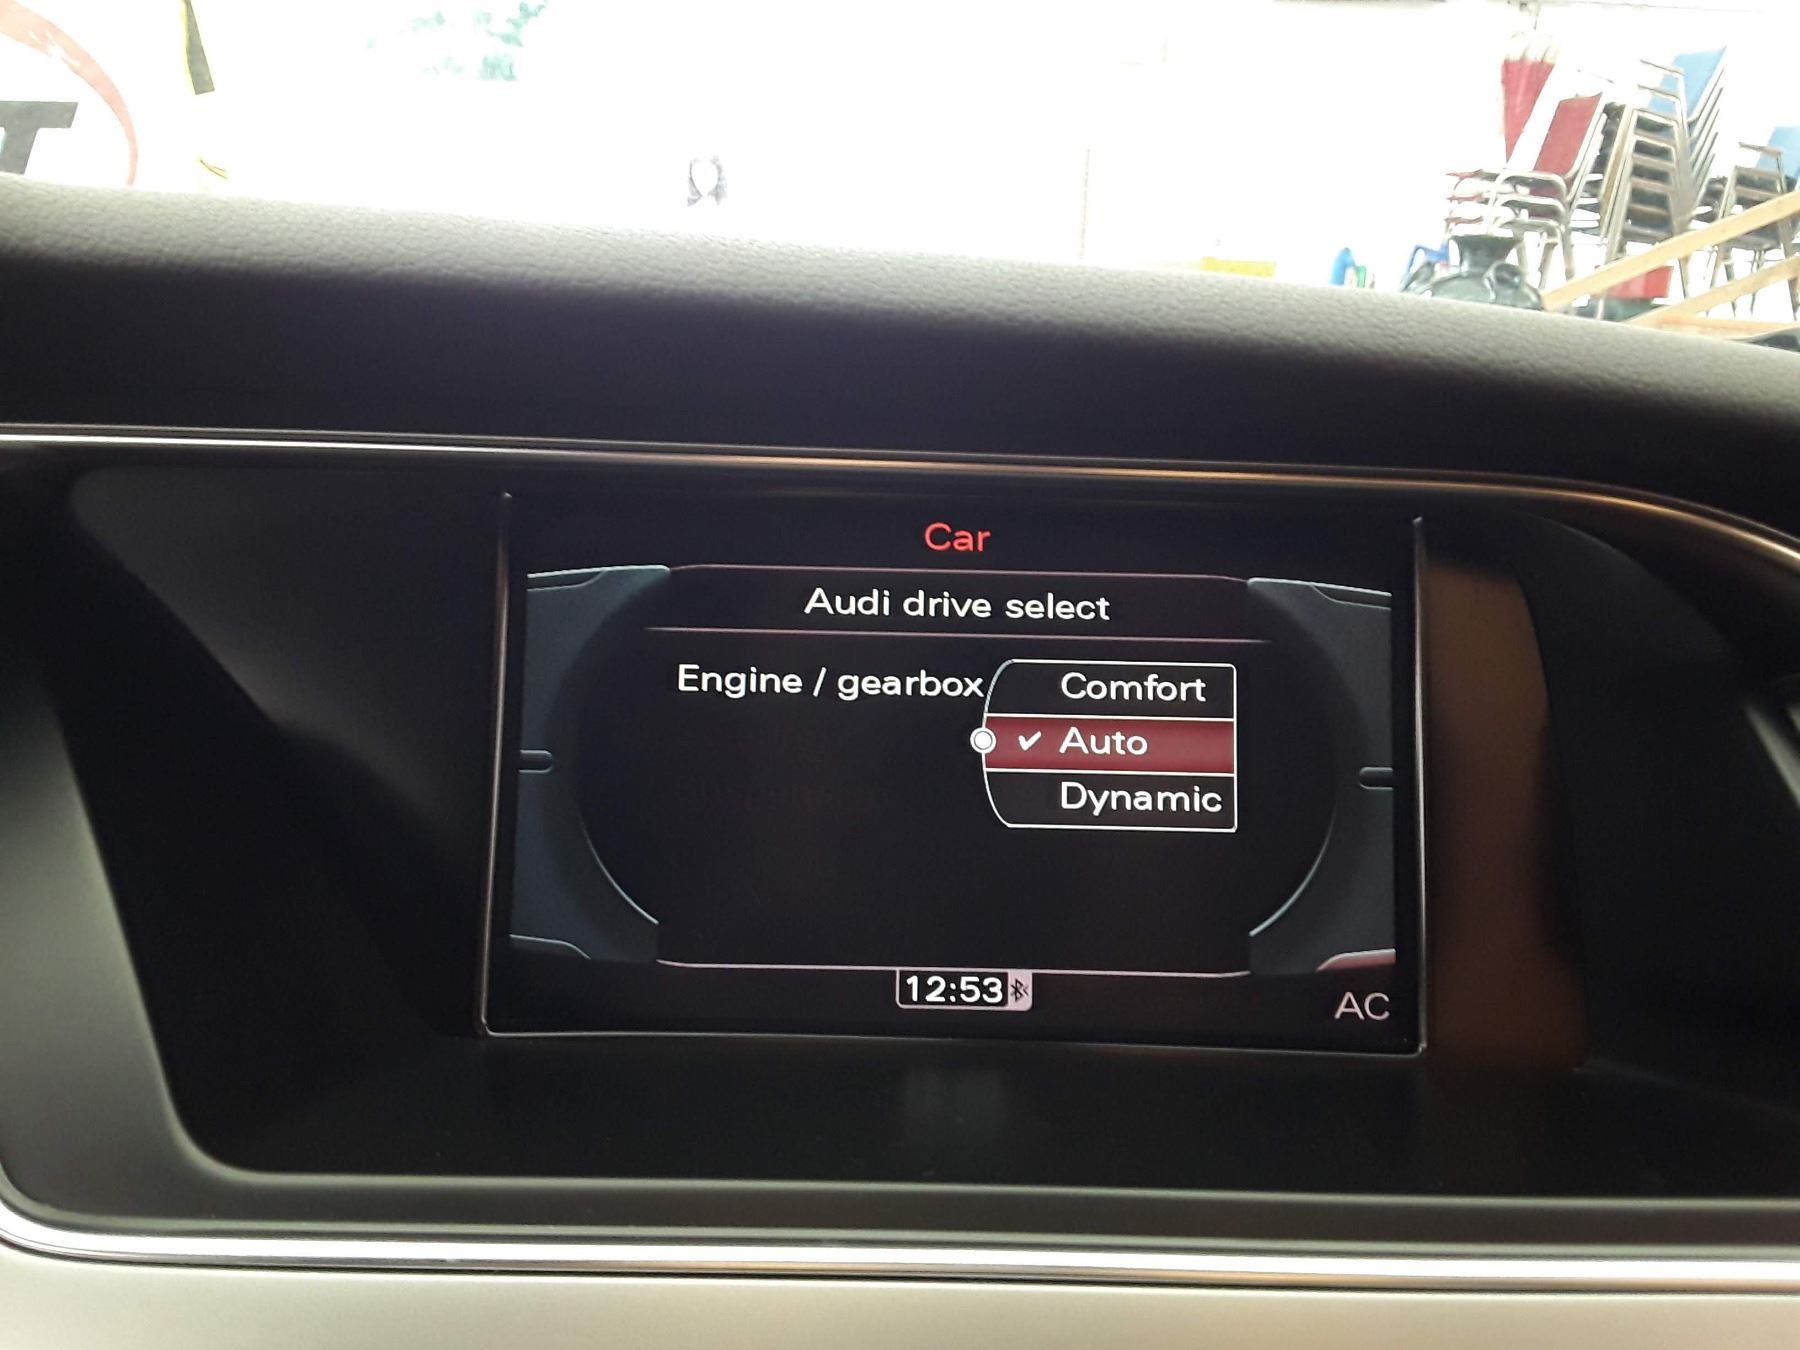 T
Car
Audi drive select
Engine / gearbox
Comfort
✔ Auto
Dynamic
12:53
AC